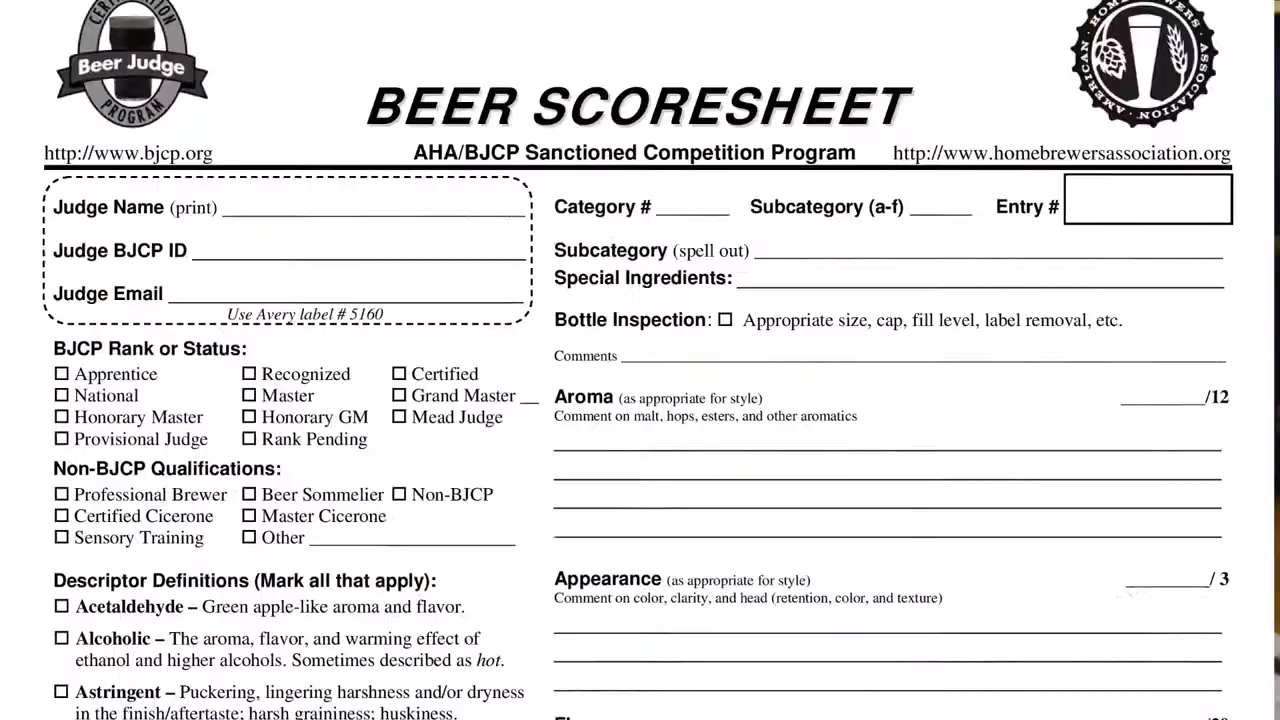 CERTIFICATION
Beer Judge
PROGRAM
AMERICAN HOMEBREWERS ASSOCIATION
BEER SCORESHEET
http://www.bjcp.org AHA/BJCP Sanctioned Competition Program http://www.homebrewersassociation.org
Judge Name (print)
Judge BJCP ID
Judge Email
Use Avery label # 5160
BJCP Rank or Status:
Apprentice Recognized Certified
National Master Grand Master
Honorary Master Honorary GM Mead Judge
Provisional Judge Rank Pending
Non-BJCP Qualifications:
Professional Brewer Beer Sommelier Non-BJCP
Certified Cicerone Master Cicerone
Sensory Training Other
Descriptor Definitions (Mark all that apply):
Acetaldehyde – Green apple-like aroma and flavor.
Alcoholic – The aroma, flavor, and warming effect of
ethanol and higher alcohols. Sometimes described as hot.
Astringent – Puckering, lingering harshness and/or dryness
in the finish/aftertaste; harsh graininess; huskiness.
Category # Subcategory (a-f) Entry #
Subcategory (spell out)
Special Ingredients:
Bottle Inspection: Appropriate size, cap, fill level, label removal, etc.
Comments
Aroma (as appropriate for style) /12
Comment on malt, hops, esters, and other aromatics
Appearance (as appropriate for style) / 3
Comment on color, clarity, and head (retention, color, and texture)